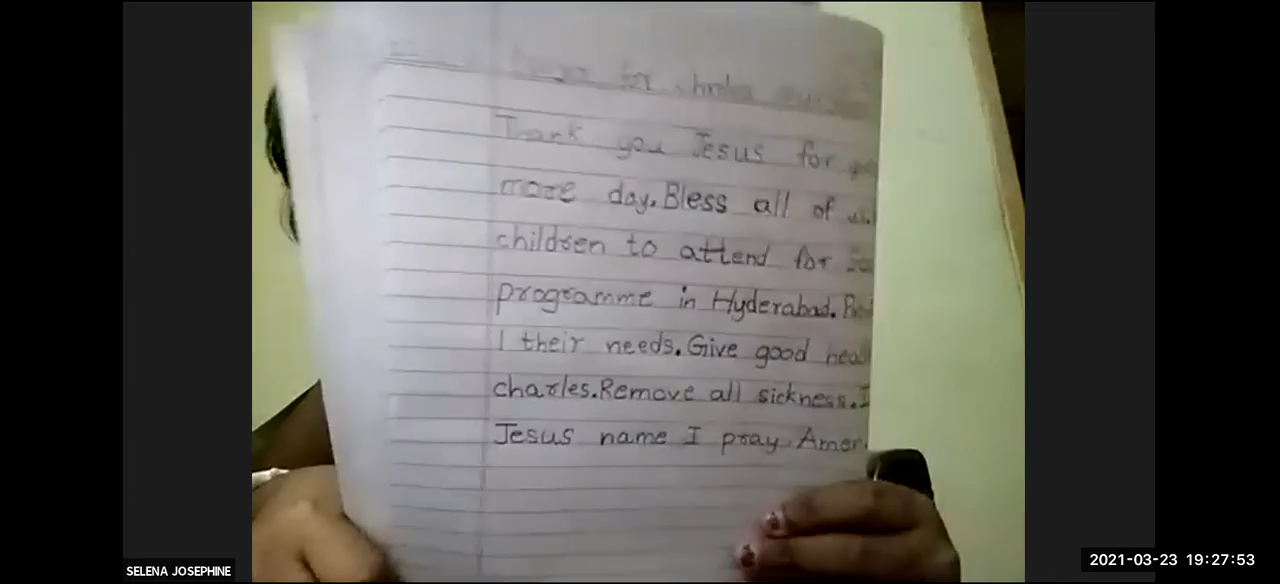 for
Thank you Jesus for
more day. Bless all of
children to attend for
programme in Hyderabad.
their needs. Give good
charles. Remove all sickness.
Jesus name I pray Amen.
SELENA JOSEPHINE
2021-03-23 19:27:53